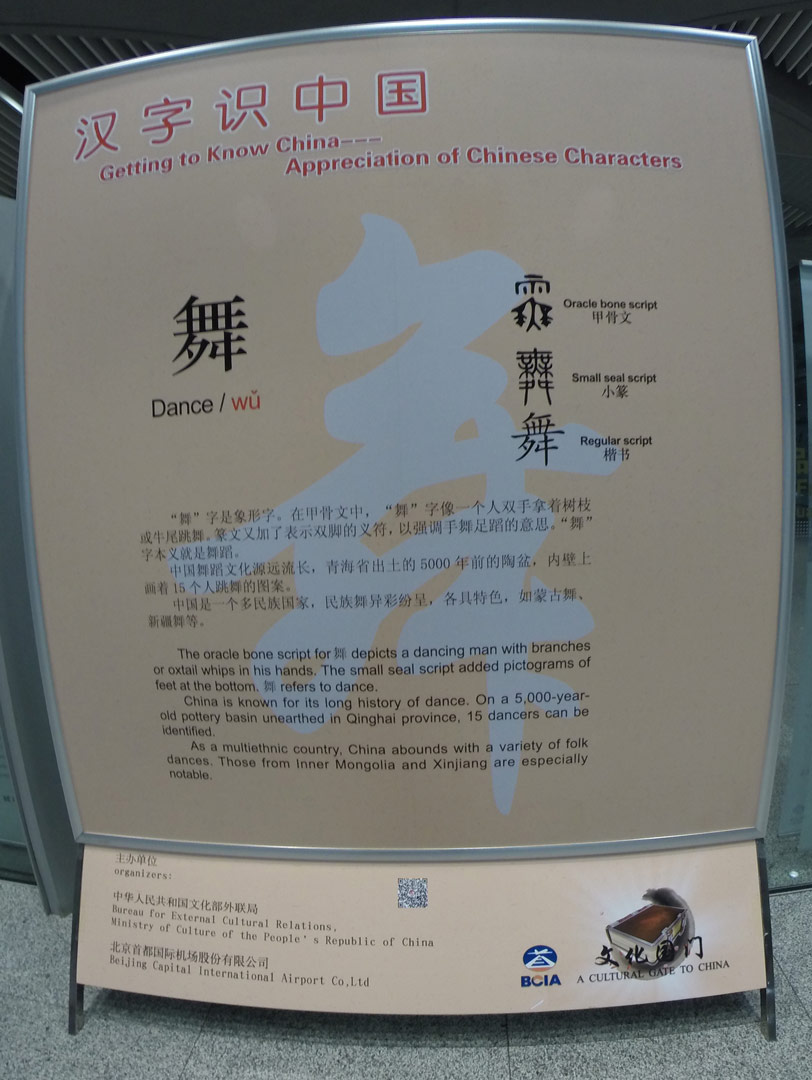 汉字识中国
Getting to Know China---
Appreciation of Chinese Characters
舞
Dance / wǔ
Oracle bone script
甲骨文
Small seal script
小篆
舞
Regular script
楷书
“舞”字是象形字。在甲骨文中，“舞”字像一个人双手拿着树枝
或牛尾跳舞。篆文又加了表示双脚的义符，以强调手舞足蹈的意思。“舞”
字本义就是舞蹈。
中国舞蹈文化源远流长，青海省出土的 5000 年前的陶盆，内壁上
画着 15 个人跳舞的图案。
中国是一个多民族国家，民族舞异彩纷呈，各具特色，如蒙古舞、
新疆舞等。
The oracle bone script for 舞 depicts a dancing man with branches
or oxtail whips in his hands. The small seal script added pictograms of
feet at the bottom. 舞 refers to dance.
China is known for its long history of dance. On a 5,000-year-
old pottery basin unearthed in Qinghai province, 15 dancers can be
identified.
As a multiethnic country, China abounds with a variety of folk
dances. Those from Inner Mongolia and Xinjiang are especially
notable.
主办单位
organizers:
中华人民共和国文化部外联局
Bureau for External Cultural Relations,
Ministry of Culture of the People’s Republic of China
北京首都国际机场股份有限公司
Beijing Capital International Airport Co,Ltd
BCIA
文化国门
A CULTURAL GATE TO CHINA